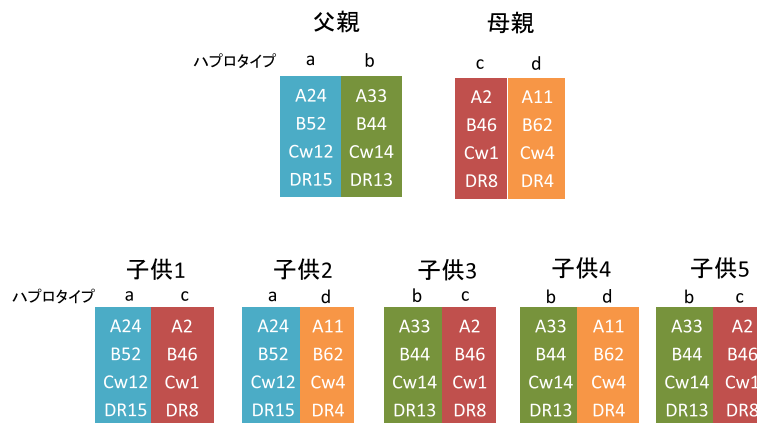 父親 母親
ハプロタイプ a b c d
A24 A33 A2 A11
B52 B44 B46 B62
Cw12 Cw14 Cw1 Cw4
DR15 DR13 DR8 DR4
子供1 子供2 子供3 子供4 子供5
ハプロタイプ a c a d b c b d b c
A24 A2 A24 A11 A33 A2 A33 A11 A33 A2
B52 B46 B52 B62 B44 B46 B44 B62 B44 B46
Cw12 Cw1 Cw12 Cw4 Cw14 Cw1 Cw14 Cw4 Cw14 Cw1
DR15 DR8 DR15 DR4 DR13 DR8 DR13 DR4 DR13 DR8